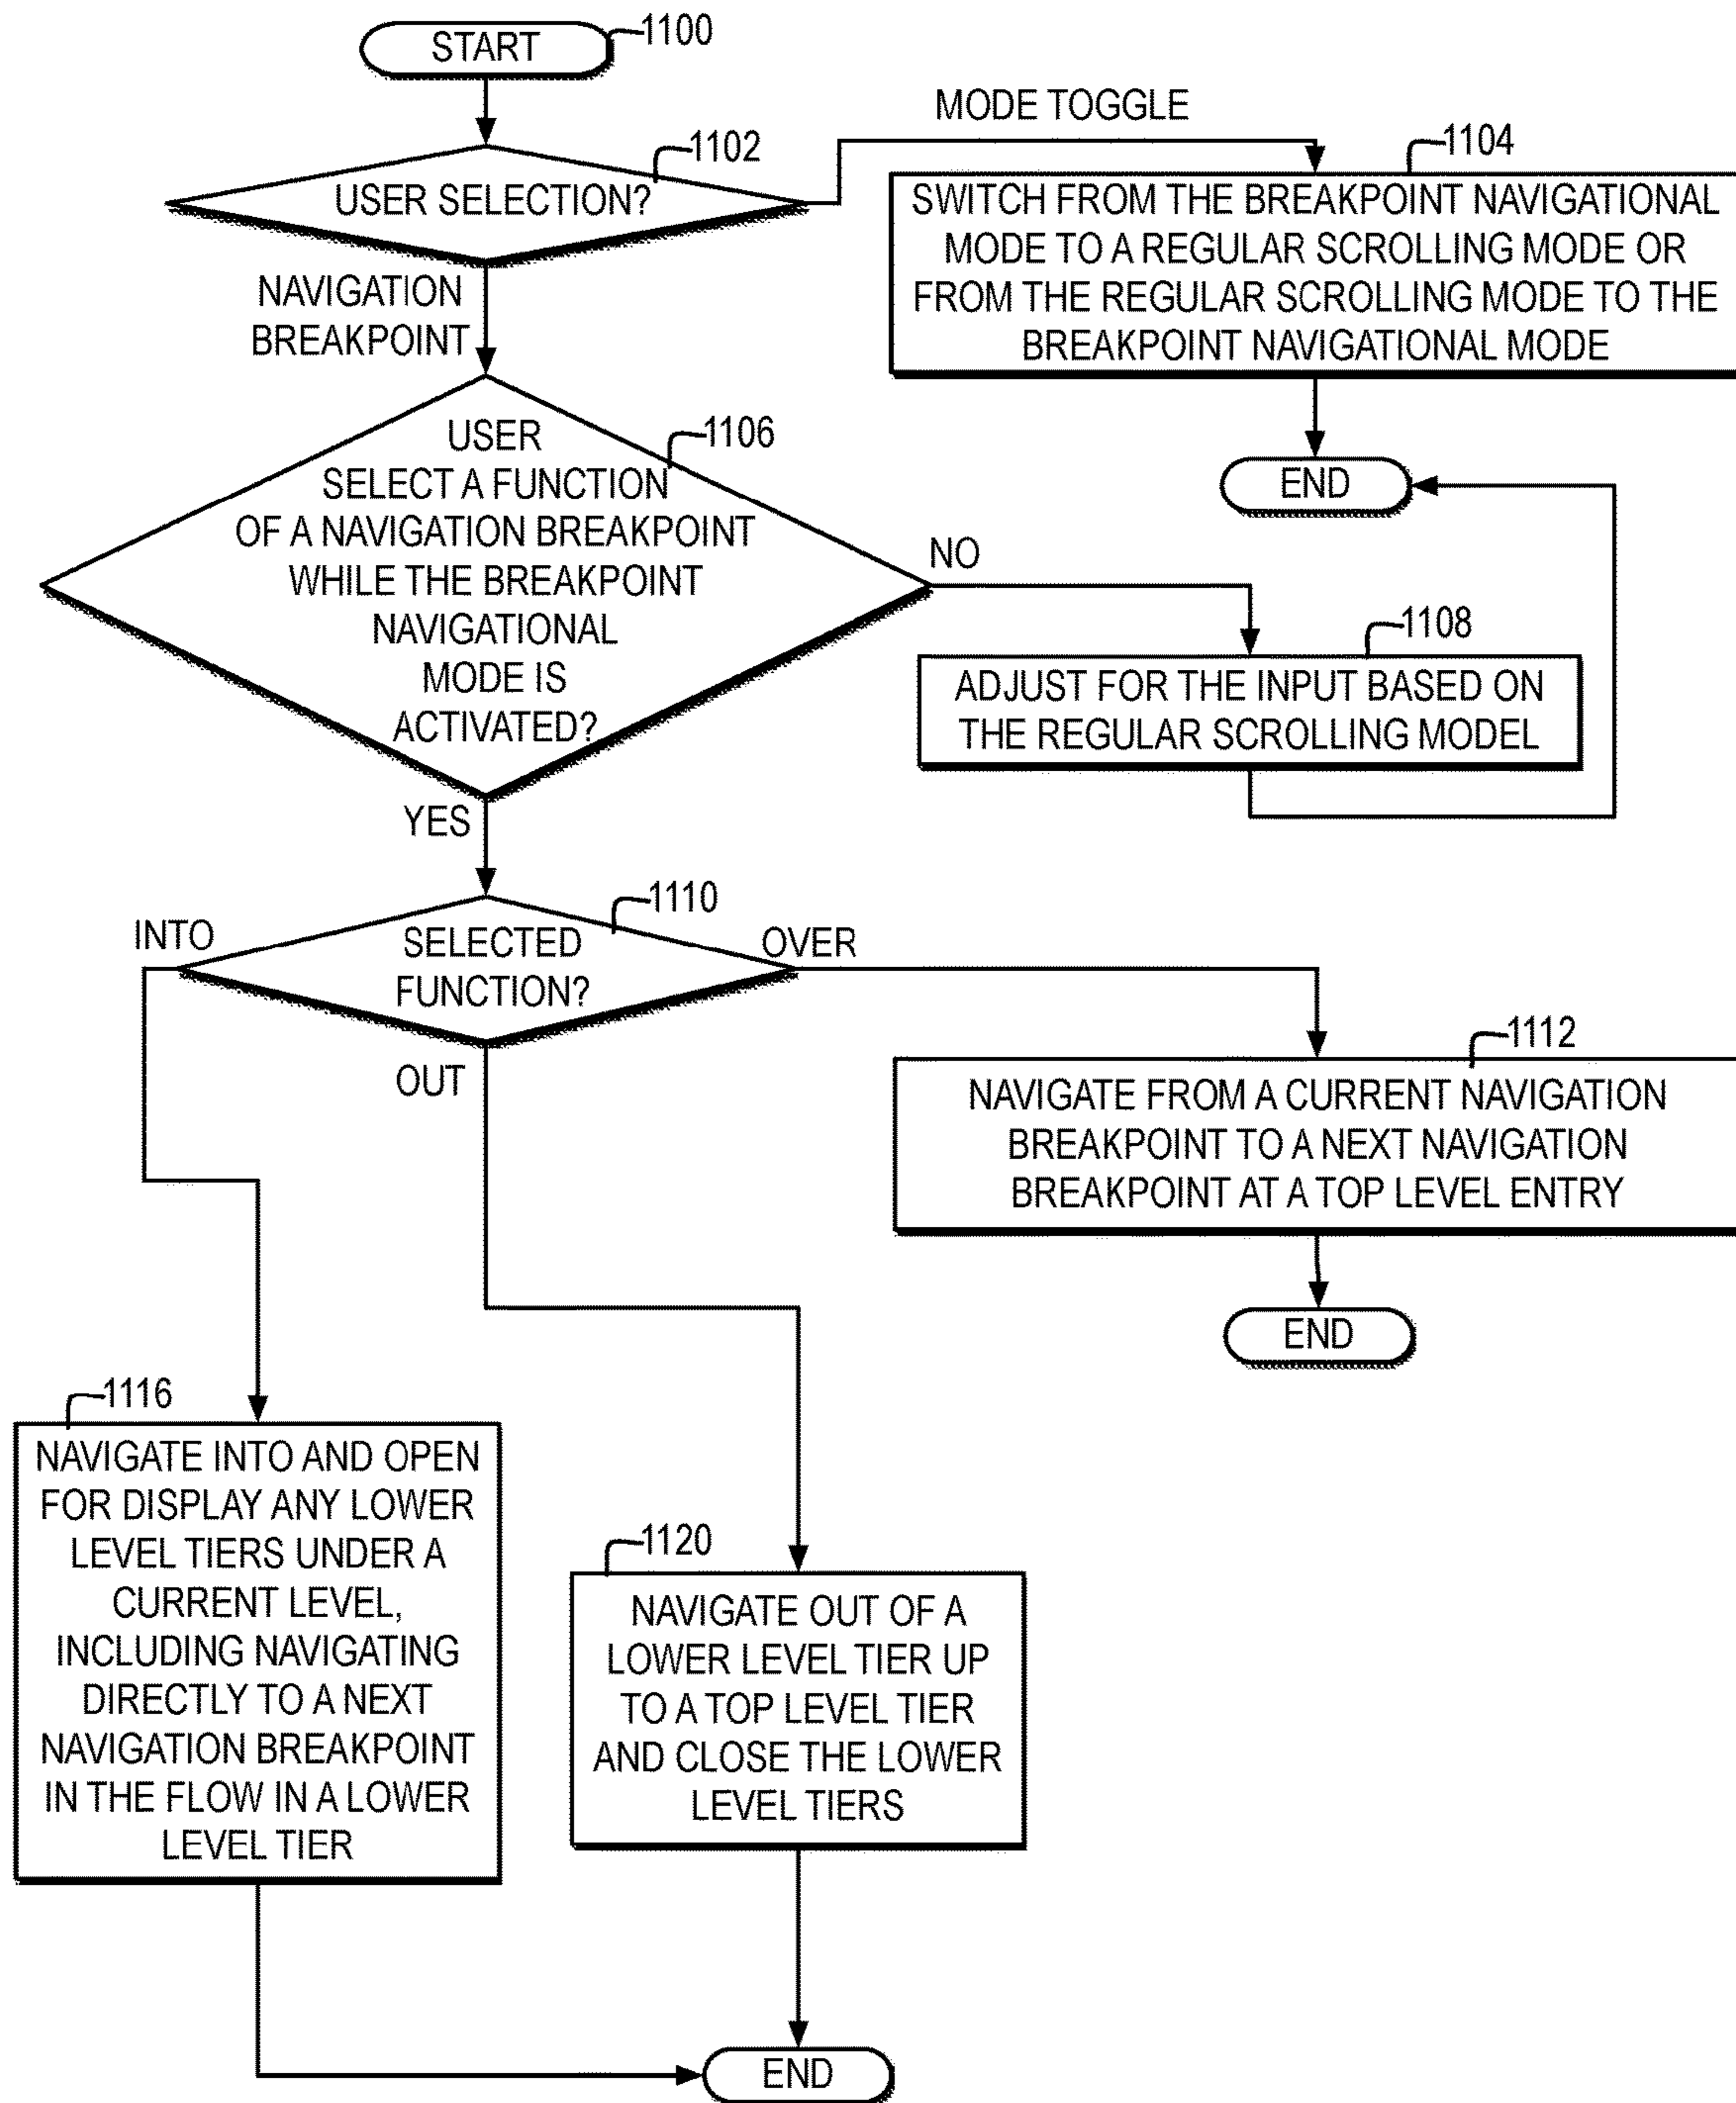 START
1100
MODE TOGGLE
1102
USER SELECTION?
1104
SWITCH FROM THE BREAKPOINT NAVIGATIONAL
MODE TO A REGULAR SCROLLING MODE OR
FROM THE REGULAR SCROLLING MODE TO THE
BREAKPOINT NAVIGATIONAL MODE
END
NAVIGATION
BREAKPOINT
1106
USER
SELECT A FUNCTION
OF A NAVIGATION BREAKPOINT
WHILE THE BREAKPOINT
NAVIGATIONAL
MODE IS
ACTIVATED?
NO
1108
ADJUST FOR THE INPUT BASED ON
THE REGULAR SCROLLING MODEL
YES
1110
SELECTED
FUNCTION?
INTO
OVER
OUT
1112
NAVIGATE FROM A CURRENT NAVIGATION
BREAKPOINT TO A NEXT NAVIGATION
BREAKPOINT AT A TOP LEVEL ENTRY
END
1116
NAVIGATE INTO AND OPEN
FOR DISPLAY ANY LOWER
LEVEL TIERS UNDER A
CURRENT LEVEL,
INCLUDING NAVIGATING
DIRECTLY TO A NEXT
NAVIGATION BREAKPOINT
IN THE FLOW IN A LOWER
LEVEL TIER
1120
NAVIGATE OUT OF A
LOWER LEVEL TIER UP
TO A TOP LEVEL TIER
AND CLOSE THE LOWER
LEVEL TIERS
END